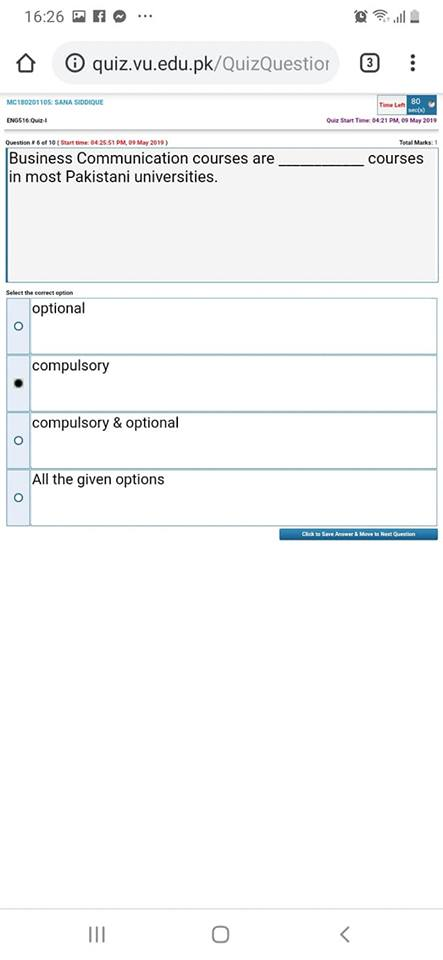 16:26
3
quiz.vu.edu.pk/QuizQuestior
MC180201105: SANA SIDDIQUE
Time Left 80 sec(s)
ENG516:Quiz-I
Quiz Start Time: 04:21 PM, 09 May 2019
Question # 6 of 10 ( Start time: 04:25:51 PM, 09 May 2019 )
Total Marks: 1
Business Communication courses are ___________ courses
in most Pakistani universities.
Select the correct option
optional
compulsory
compulsory & optional
All the given options
Click to Save Answer & Move to Next Question